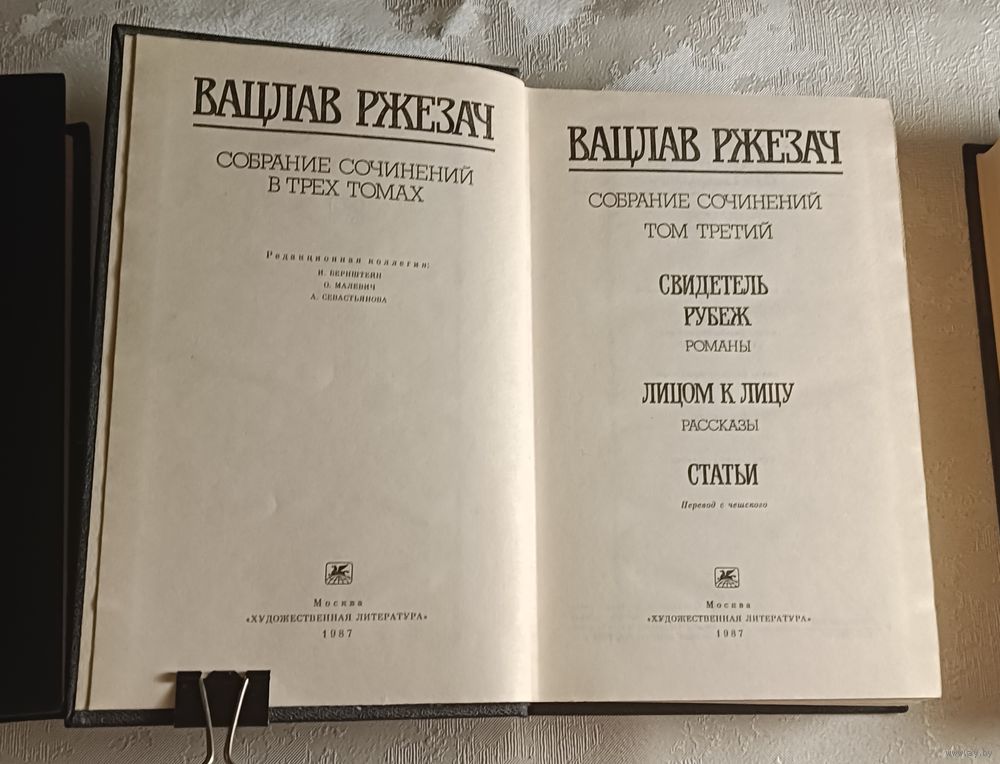 ВАЦЛАВ РЖЕЗАЧ
СОБРАНИЕ СОЧИНЕНИЙ
В ТРЕХ ТОМАХ
Редакционная коллегия:
И. БЕРНШТЕЙН
О. МАЛЕВИЧ
А. СЕВАСТЬЯНОВА
Москва
«ХУДОЖЕСТВЕННАЯ ЛИТЕРАТУРА»
1987
ВАЦЛАВ РЖЕЗАЧ
СОБРАНИЕ СОЧИНЕНИЙ
ТОМ ТРЕТИЙ
СВИДЕТЕЛЬ
РУБЕЖ
РОМАНЫ
ЛИЦОМ К ЛИЦУ
РАССКАЗЫ
СТАТЬИ
Перевод с чешского
Москва
«ХУДОЖЕСТВЕННАЯ ЛИТЕРАТУРА»
1987